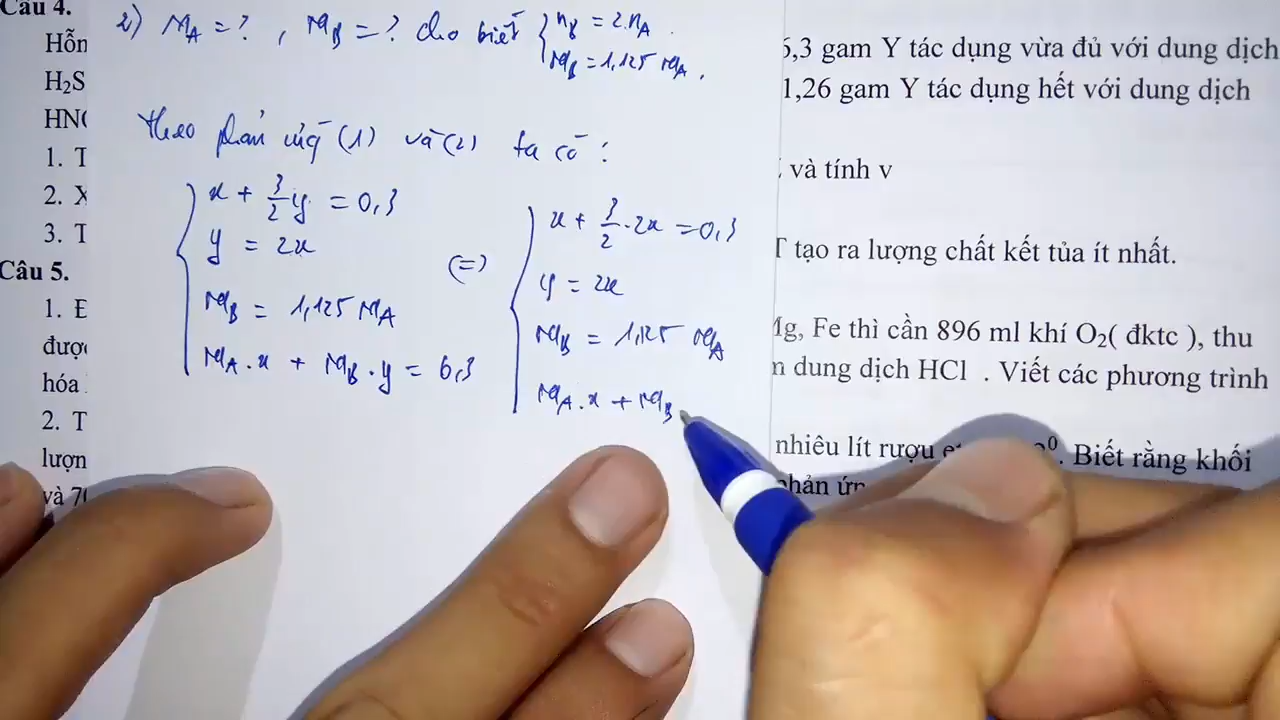 Câu 4.
2) MA = ? , MB = ? cho biết { nB = 2.nA .
Hỗn
6,3 gam Y tác dụng vừa đủ với dung dịch
MB = 1,125 MA .
H₂S
1,26 gam Y tác dụng hết với dung dịch
HN
theo phản ứng (1) và (2) ta có :
1. T
và tính v
2. X
x + 3/2 y = 0,3
x + 3/2 . 2x = 0,3
3. T
T tạo ra lượng chất kết tủa ít nhất.
y = 2x
(=)
y = 2x
Câu 5.
1. Đ
MB = 1,125 MA
MB = 1,125 MA
Mg, Fe thì cần 896 ml khí O₂( đktc ), thu
được
MA.x + MB.y = 6,3
MA.x + MB
dung dịch HCl . Viết các phương trình
hóa
2. T
nhiêu lít rượu
⁰. Biết rằng khối
lượn
và 7
phản ứn